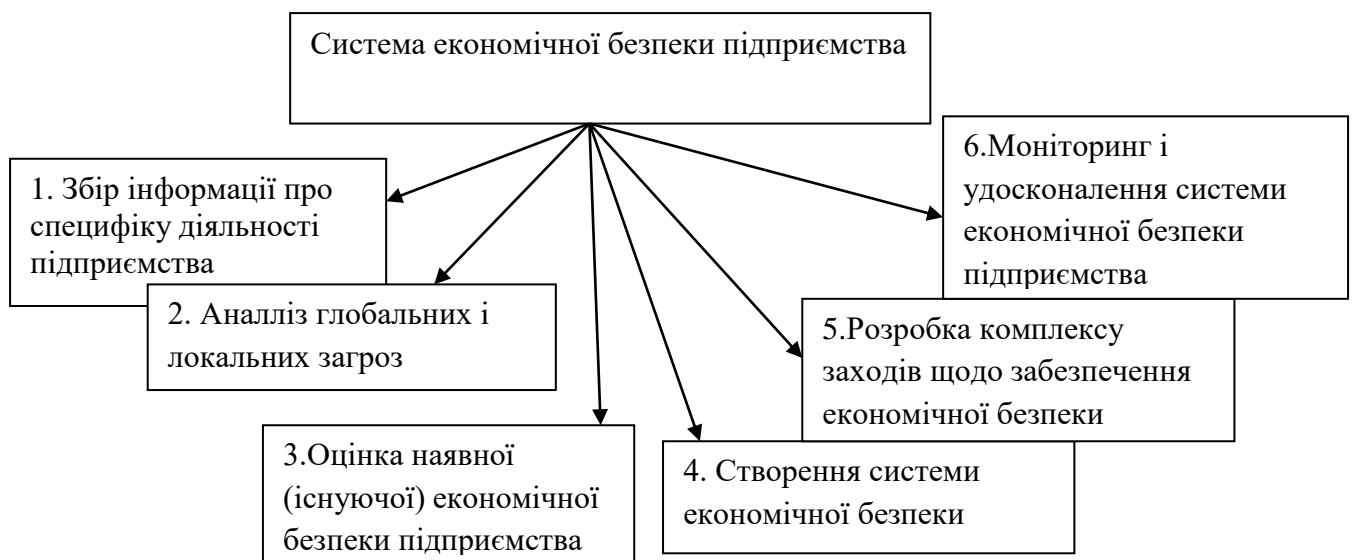 Система економічної безпеки підприємства
1. Збір інформації про
специфіку діяльності
підприємства
2. Аналліз глобальних і
локальних загроз
3.Оцінка наявної
(існуючої) економічної
безпеки підприємства
4. Створення системи
економічної безпеки
5.Розробка комплексу
заходів щодо забезпечення
економічної безпеки
6.Моніторинг і
удосконалення системи
економічної безпеки
підприємства